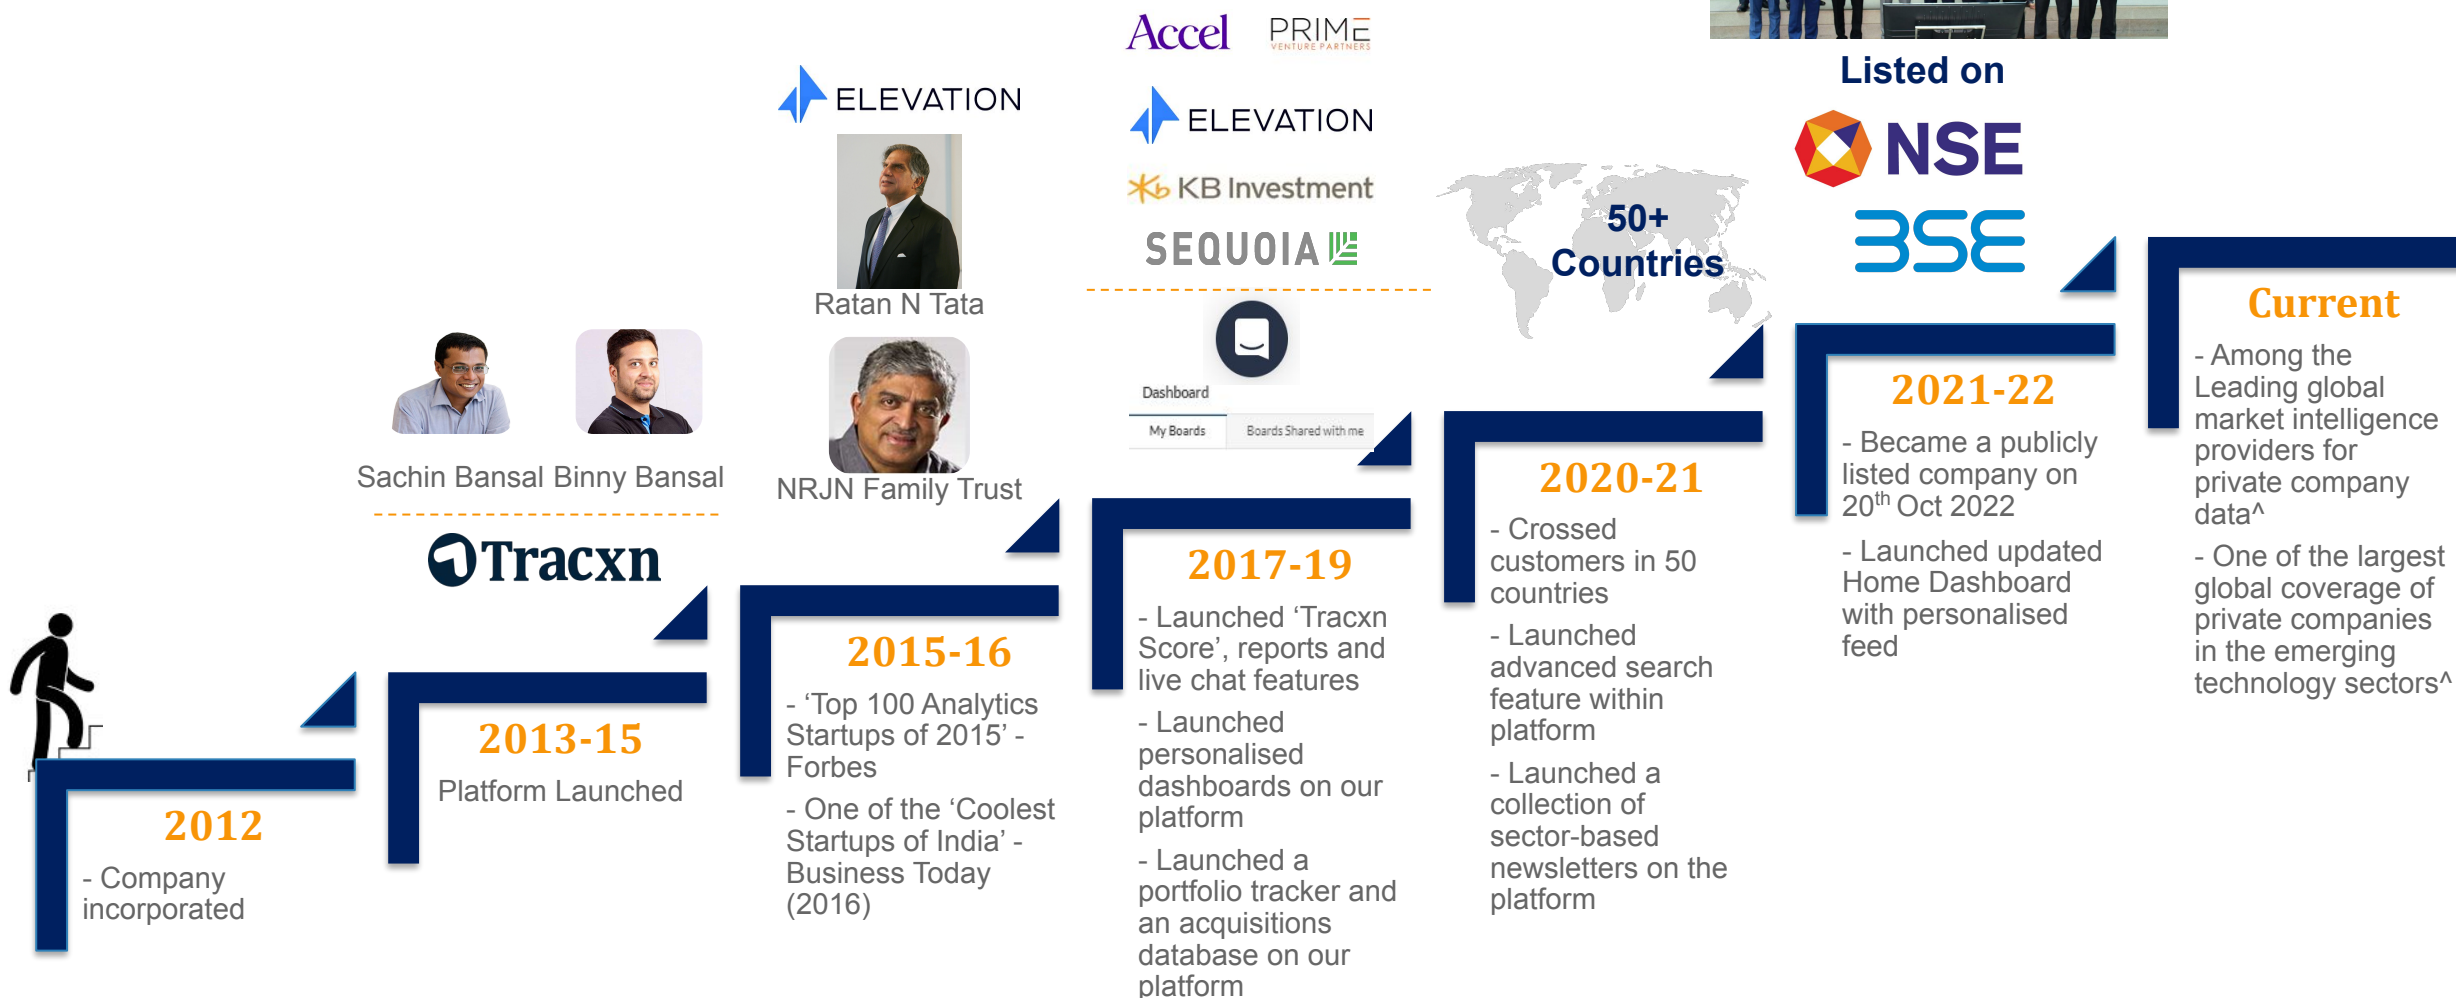 Sachin Bansal Binny Bansal
Tracxn
ELEVATION
Ratan N Tata
NRJN Family Trust
Accel
PRIME
VENTURE PARTNERS
ELEVATION
KB Investment
SEQUOIA
Dashboard
My Boards
Boards Shared with me
50+
Countries
Listed on
NSE
BSE
2012
- Company
incorporated
2013-15
Platform Launched
2015-16
- ‘Top 100 Analytics
Startups of 2015’ -
Forbes
- One of the ‘Coolest
Startups of India’ -
Business Today
(2016)
2017-19
- Launched ‘Tracxn
Score’, reports and
live chat features
- Launched
personalised
dashboards on our
platform
- Launched a
portfolio tracker and
an acquisitions
database on our
platform
2020-21
- Crossed
customers in 50
countries
- Launched
advanced search
feature within
platform
- Launched a
collection of
sector-based
newsletters on the
platform
2021-22
- Became a publicly
listed company on
20th Oct 2022
- Launched updated
Home Dashboard
with personalised
feed
Current
- Among the
Leading global
market intelligence
providers for
private company
data^
- One of the largest
global coverage of
private companies
in the emerging
technology sectors^